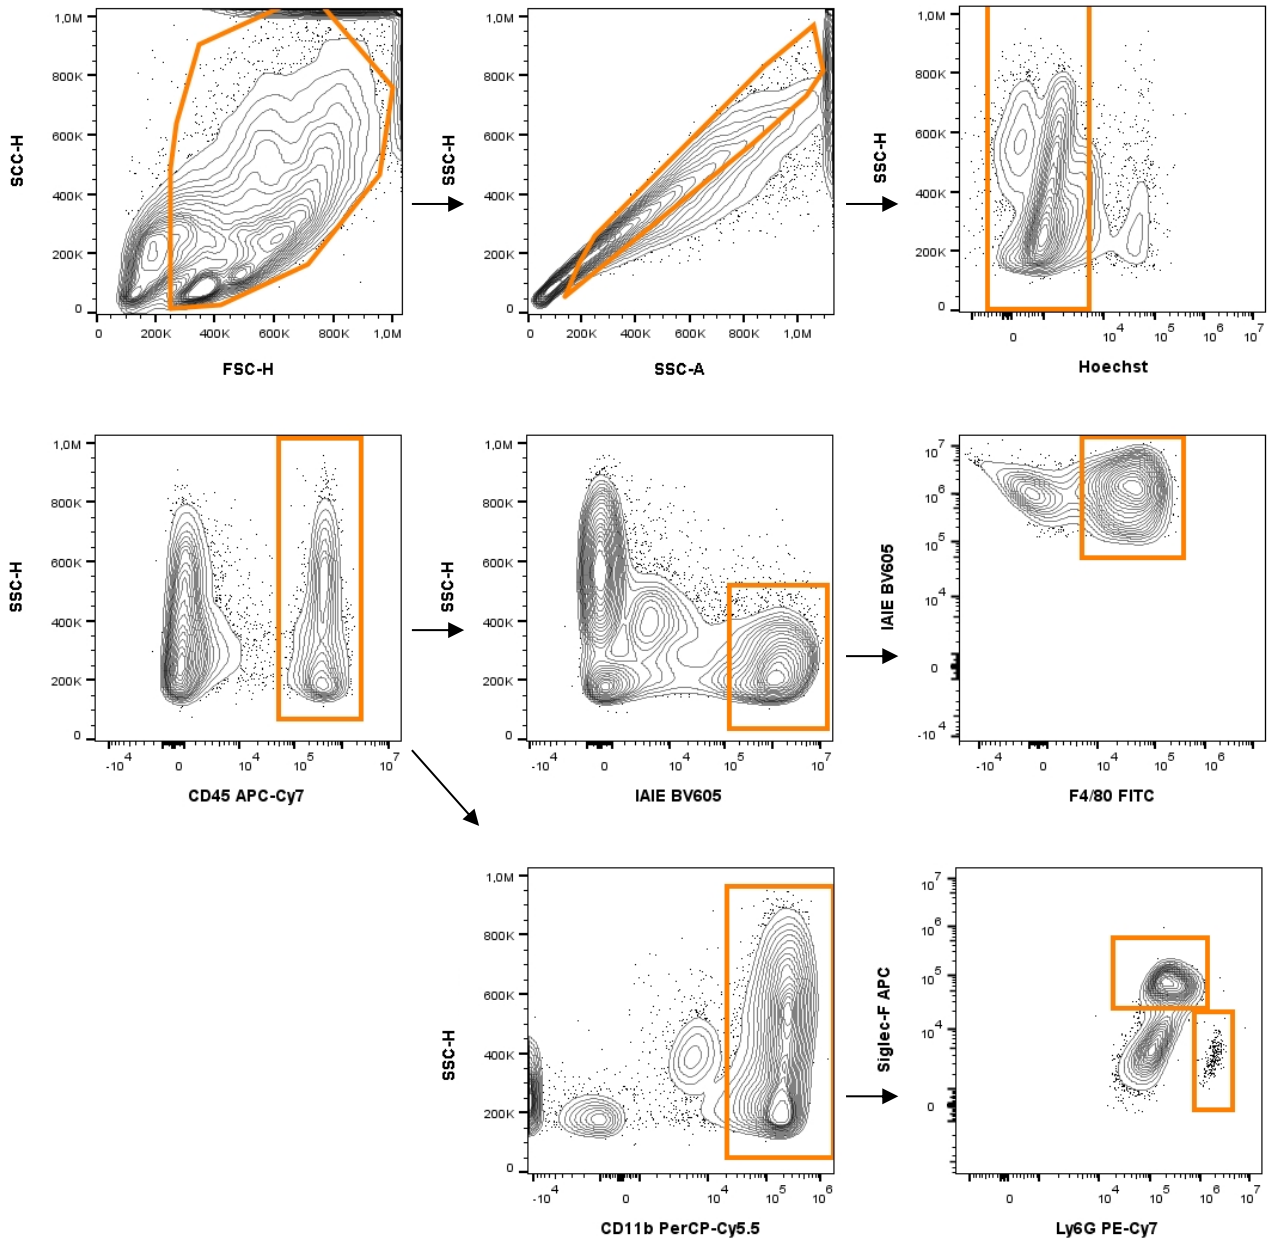 1,0M
800K
600K
400K
200K
0
SCC-H
0 200K 400K 600K 800K 1,0M
FSC-H
1,0M
800K
600K
400K
200K
0
SSC-H
0 200K 400K 600K 800K 1,0M
SSC-A
1,0M
800K
600K
400K
200K
0
SSC-H
0 10^4 10^5 10^6 10^7
Hoechst
1,0M
800K
600K
400K
200K
0
SSC-H
-10^4 0 10^4 10^5 10^7
CD45 APC-Cy7
1,0M
800K
600K
400K
200K
0
SSC-H
-10^4 0 10^4 10^5 10^7
IAIE BV605
10^7
10^6
10^5
10^4
0
-10^4
IAIE BV605
-10^4 0 10^4 10^5 10^6
F4/80 FITC
1,0M
800K
600K
400K
200K
0
SSC-H
-10^4 0 10^4 10^5 10^6
CD11b PerCP-Cy5.5
10^7
10^6
10^5
10^4
0
Siglec-F APC
0 10^4 10^5 10^6 10^7
Ly6G PE-Cy7